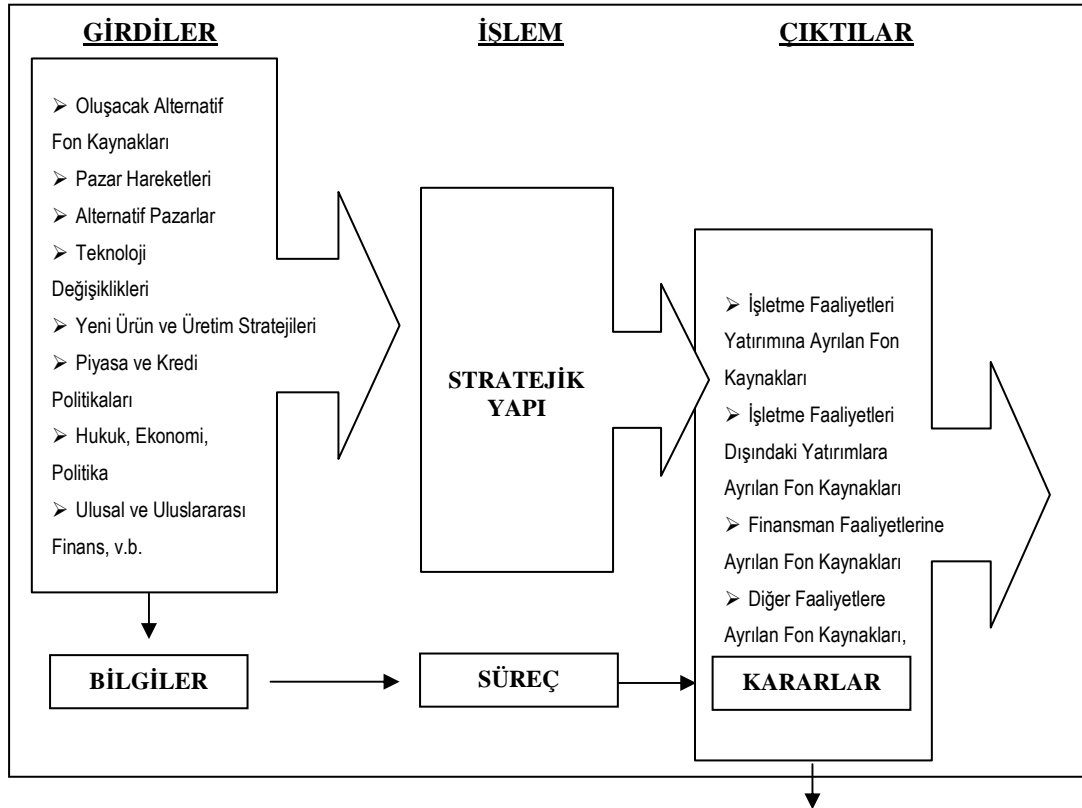 GİRDİLER
İŞLEM
ÇIKTILAR
➢ Oluşacak Alternatif
Fon Kaynakları
➢ Pazar Hareketleri
➢ Alternatif Pazarlar
➢ Teknoloji
Değişiklikleri
➢ Yeni Ürün ve Üretim Stratejileri
➢ Piyasa ve Kredi
Politikaları
➢ Hukuk, Ekonomi,
Politika
➢ Ulusal ve Uluslararası
Finans, v.b.
STRATEJİK
YAPI
➢ İşletme Faaliyetleri
Yatırımına Ayrılan Fon
Kaynakları
➢ İşletme Faaliyetleri
Dışındaki Yatırımlara
Ayrılan Fon Kaynakları
➢ Finansman Faaliyetlerine
Ayrılan Fon Kaynakları
➢ Diğer Faaliyetlere
Ayrılan Fon Kaynakları,
BİLGİLER
SÜREÇ
KARARLAR